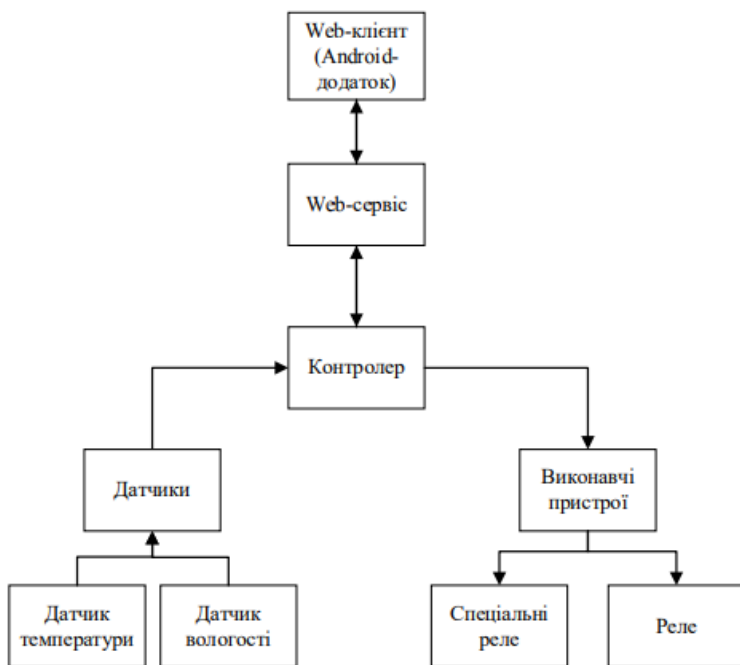 Web-клієнт
(Android-
додаток)
Web-сервіс
Контролер
Датчики
Виконавчі
пристрої
Датчик
температури
Датчик
вологості
Спеціальні
реле
Реле